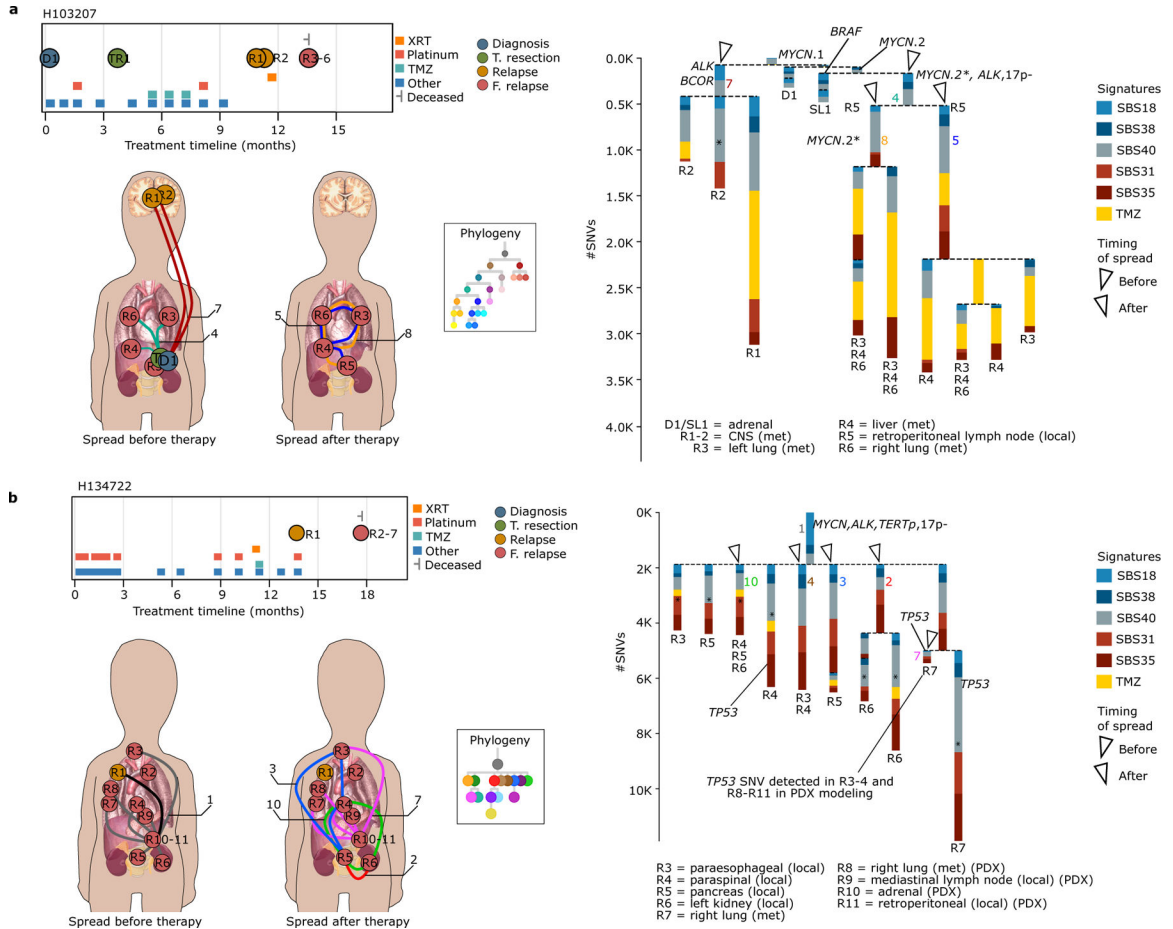 a
H103207
D1
TR1
R1
R2
R3-6
XRT
Platinum
TMZ
Other
Deceased
Diagnosis
T. resection
Relapse
F. relapse
0 3 6 9 12 15
Treatment timeline (months)
R1 R2
R6 R3
R4
D1
7
4
Spread before therapy
R6 R3
R4
R5
5
8
Spread after therapy
Phylogeny
#SNVs
0.0K
0.5K
1.0K
1.5K
2.0K
2.5K
3.0K
3.5K
4.0K
ALK
BCOR
7
MYCN.1
BRAF
MYCN.2
MYCN.2*, ALK,17p-
D1
SL1
R5
4
R5
MYCN.2*
8
5
*
R2
R2
R1
R3
R4
R6
R3
R4
R6
R4
R3
R4
R6
R4
R3
Signatures
SBS18
SBS38
SBS40
SBS31
SBS35
TMZ
Timing
of spread
Before
After
D1/SL1 = adrenal
R1-2 = CNS (met)
R3 = left lung (met)
R4 = liver (met)
R5 = retroperitoneal lymph node (local)
R6 = right lung (met)
b
H134722
R1
R2-7
XRT
Platinum
TMZ
Other
Deceased
Diagnosis
T. resection
Relapse
F. relapse
0 3 6 9 12 15 18
Treatment timeline (months)
R3
R1 R2
R8
R7 R4
R9
R10-11
R5 R6
1
Spread before therapy
R3
R1 R2
R8
R7 R4
R9
R10-11
R5 R6
3
10
7
2
Spread after therapy
Phylogeny
#SNVs
0K
2K
4K
6K
8K
10K
1
MYCN,ALK,TERTp,17p-
10
4
3
2
TP53
7
R7
TP53
R3
R5
R4
R5
R6
R4
TP53
R3
R4
R5
R6
R6
R7
TP53 SNV detected in R3-4 and
R8-R11 in PDX modeling
Signatures
SBS18
SBS38
SBS40
SBS31
SBS35
TMZ
Timing
of spread
Before
After
R3 = paraesophageal (local)
R4 = paraspinal (local)
R5 = pancreas (local)
R6 = left kidney (local)
R7 = right lung (met)
R8 = right lung (met) (PDX)
R9 = mediastinal lymph node (local) (PDX)
R10 = adrenal (PDX)
R11 = retroperitoneal (local) (PDX)